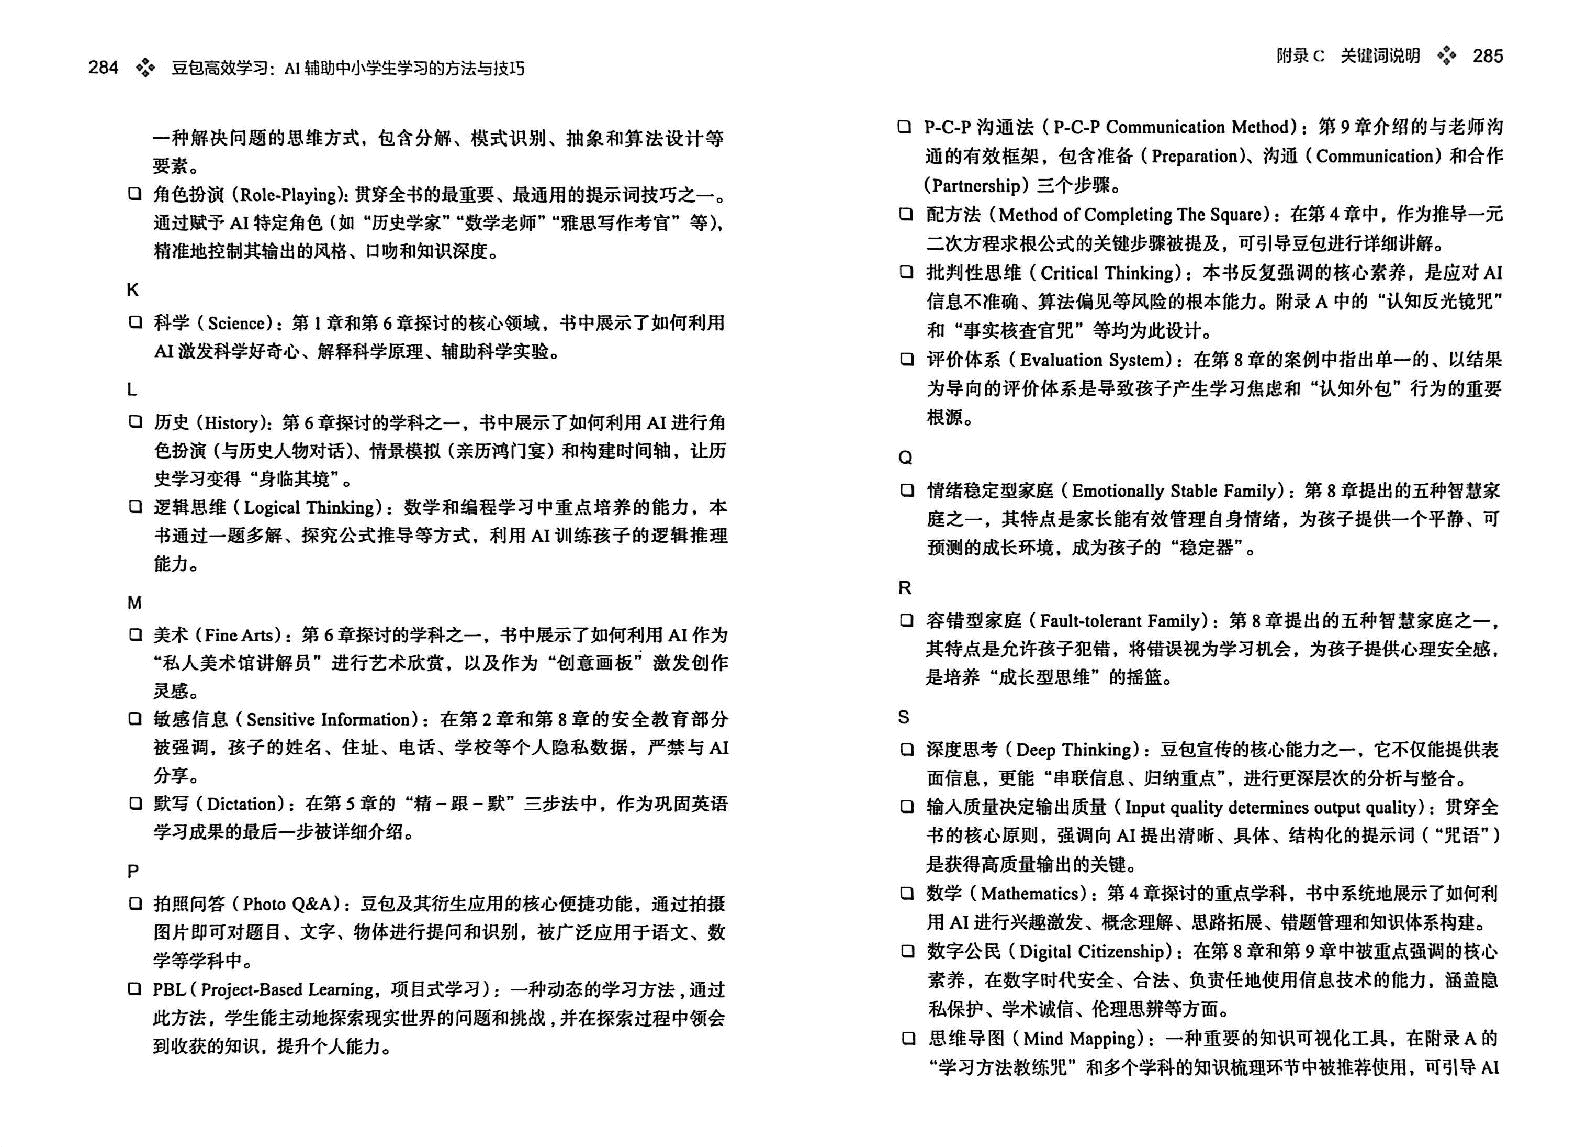 284 豆包高效学习：AI 辅助中小学生学习的方法与技巧
一种解决问题的思维方式，包含分解、模式识别、抽象和算法设计等
要素。
❏ 角色扮演（Role-Playing）：贯穿全书的最重要、最通用的提示词技巧之一。
通过赋予 AI 特定角色（如“历史学家”“数学老师”“雅思写作考官”等），
精准地控制其输出的风格、口吻和知识深度。
K
❏ 科学（Science）：第 1 章和第 6 章探讨的核心领域，书中展示了如何利用
AI 激发科学好奇心、解释科学原理、辅助科学实验。
L
❏ 历史（History）：第 6 章探讨的学科之一，书中展示了如何利用 AI 进行角
色扮演（与历史人物对话）、情景模拟（亲历鸿门宴）和构建时间轴，让历
史学习变得“身临其境”。
❏ 逻辑思维（Logical Thinking）：数学和编程学习中重点培养的能力，本
书通过一题多解、探究公式推导等方式，利用 AI 训练孩子的逻辑推理
能力。
M
❏ 美术（Fine Arts）：第 6 章探讨的学科之一，书中展示了如何利用 AI 作为
“私人美术馆讲解员”进行艺术欣赏，以及作为“创意画板”激发创作
灵感。
❏ 敏感信息（Sensitive Information）：在第 2 章和第 8 章的安全教育部分
被强调，孩子的姓名、住址、电话、学校等个人隐私数据，严禁与 AI
分享。
❏ 默写（Dictation）：在第 5 章的“精－跟－默”三步法中，作为巩固英语
学习成果的最后一步被详细介绍。
P
❏ 拍照问答（Photo Q&A）：豆包及其衍生应用的核心便捷功能，通过拍摄
图片即可对题目、文字、物体进行提问和识别，被广泛应用于语文、数
学等学科中。
❏ PBL（Project-Based Learning，项目式学习）：一种动态的学习方法，通过
此方法，学生能主动地探索现实世界的问题和挑战，并在探索过程中领会
到收获的知识，提升个人能力。
附录 C 关键词说明 285
❏ P-C-P 沟通法（P-C-P Communication Method）：第 9 章介绍的与老师沟
通的有效框架，包含准备（Preparation）、沟通（Communication）和合作
（Partnership）三个步骤。
❏ 配方法（Method of Completing The Square）：在第 4 章中，作为推导一元
二次方程求根公式的关键步骤被提及，可引导豆包进行详细讲解。
❏ 批判性思维（Critical Thinking）：本书反复强调的核心素养，是应对 AI
信息不准确、算法偏见等风险的根本能力。附录 A 中的“认知反光镜咒”
和“事实核查官咒”等均为此设计。
❏ 评价体系（Evaluation System）：在第 8 章的案例中指出单一的、以结果
为导向的评价体系是导致孩子产生学习焦虑和“认知外包”行为的重要
根源。
Q
❏ 情绪稳定型家庭（Emotionally Stable Family）：第 8 章提出的五种智慧家
庭之一，其特点是家长能有效管理自身情绪，为孩子提供一个平静、可
预测的成长环境，成为孩子的“稳定器”。
R
❏ 容错型家庭（Fault-tolerant Family）：第 8 章提出的五种智慧家庭之一，
其特点是允许孩子犯错，将错误视为学习机会，为孩子提供心理安全感，
是培养“成长型思维”的摇篮。
S
❏ 深度思考（Deep Thinking）：豆包宣传的核心能力之一，它不仅能提供表
面信息，更能“串联信息、归纳重点”，进行更深层次的分析与整合。
❏ 输入质量决定输出质量（Input quality determines output quality）：贯穿全
书的核心原则，强调向 AI 提出清晰、具体、结构化的提示词（“咒语”）
是获得高质量输出的关键。
❏ 数学（Mathematics）：第 4 章探讨的重点学科，书中系统地展示了如何利
用 AI 进行兴趣激发、概念理解、思路拓展、错题管理和知识体系构建。
❏ 数字公民（Digital Citizenship）：在第 8 章和第 9 章中被重点强调的核心
素养，在数字时代安全、合法、负责任地使用信息技术的能力，涵盖隐
私保护、学术诚信、伦理思辨等方面。
❏ 思维导图（Mind Mapping）：一种重要的知识可视化工具，在附录 A 的
“学习方法教练咒”和多个学科的知识梳理环节中被推荐使用，可引导 AI